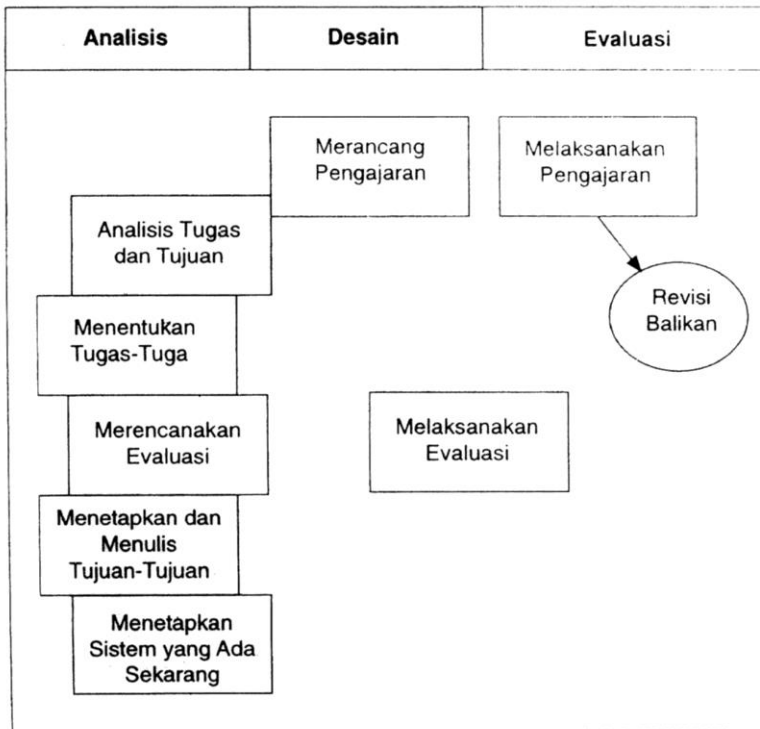 Analisis
Desain
Evaluasi
Merancang
Pengajaran
Melaksanakan
Pengajaran
Analisis Tugas
dan Tujuan
Revisi
Balikan
Menentukan
Tugas-Tuga
Merencanakan
Evaluasi
Melaksanakan
Evaluasi
Menetapkan dan
Menulis
Tujuan-Tujuan
Menetapkan
Sistem yang Ada
Sekarang